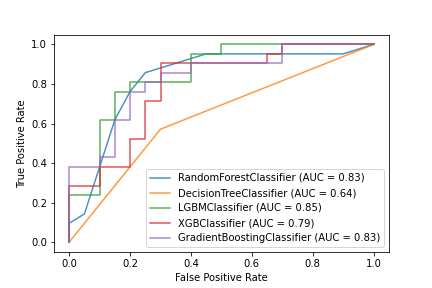 1.0
0.8
0.6
0.4
0.2
0.0
True Positive Rate
RandomForestClassifier (AUC = 0.83)
DecisionTreeClassifier (AUC = 0.64)
LGBMClassifier (AUC = 0.85)
XGBClassifier (AUC = 0.79)
GradientBoostingClassifier (AUC = 0.83)
0.0 0.2 0.4 0.6 0.8 1.0
False Positive Rate